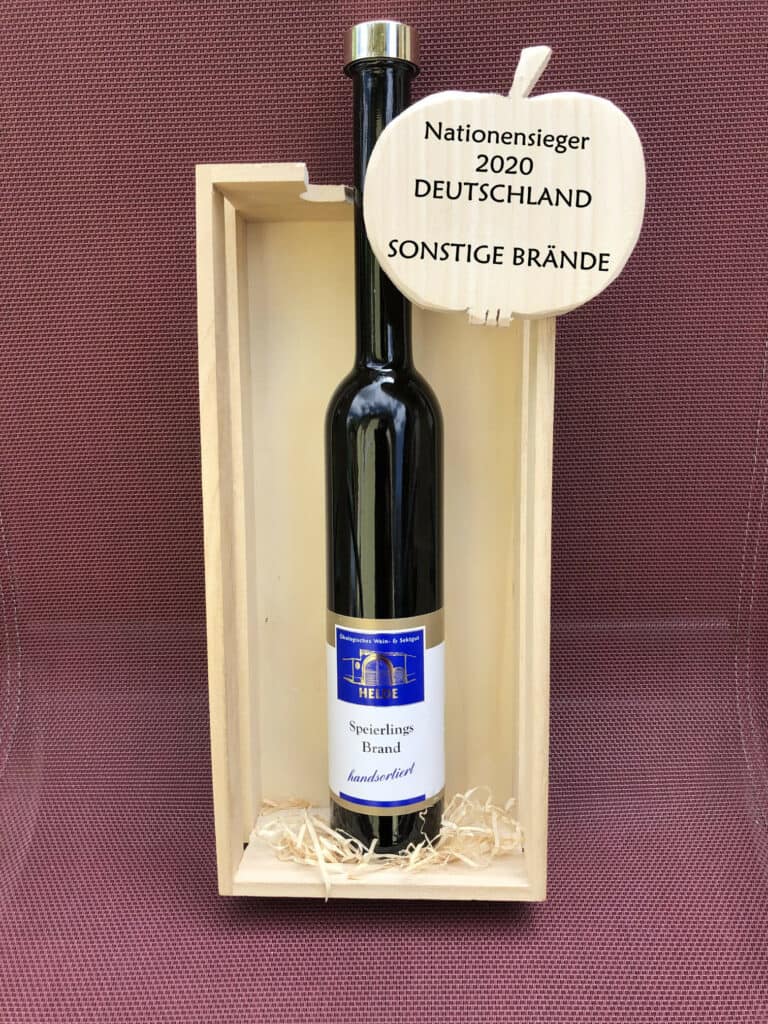 Nationensieger
2020
DEUTSCHLAND
SONSTIGE BRÄNDE
Ökologisches Wein- & Sektgut
HELDE
Speierlings
Brand
handsortiert